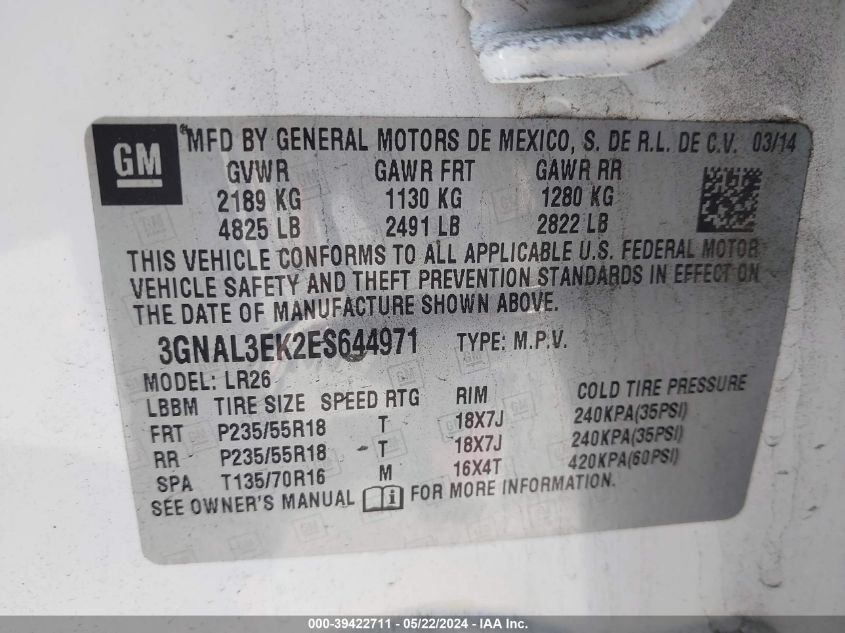 GM
MFD BY GENERAL MOTORS DE MEXICO, S. DE R.L. DE C.V. 03/14
GVWR GAWR FRT GAWR RR
2189 KG 1130 KG 1280 KG
4825 LB 2491 LB 2822 LB
THIS VEHICLE CONFORMS TO ALL APPLICABLE U.S. FEDERAL MOTOR
VEHICLE SAFETY AND THEFT PREVENTION STANDARDS IN EFFECT ON
THE DATE OF MANUFACTURE SHOWN ABOVE.
3GNAL3EK2ES644971 TYPE: M.P.V.
MODEL: LR26
LBBM TIRE SIZE SPEED RTG RIM COLD TIRE PRESSURE
FRT P235/55R18 T 18X7J 240KPA(35PSI)
RR P235/55R18 T 18X7J 240KPA(35PSI)
SPA T135/70R16 M 16X4T 420KPA(60PSI)
SEE OWNER'S MANUAL FOR MORE INFORMATION.
000-39422711 - 05/22/2024 - IAA Inc.